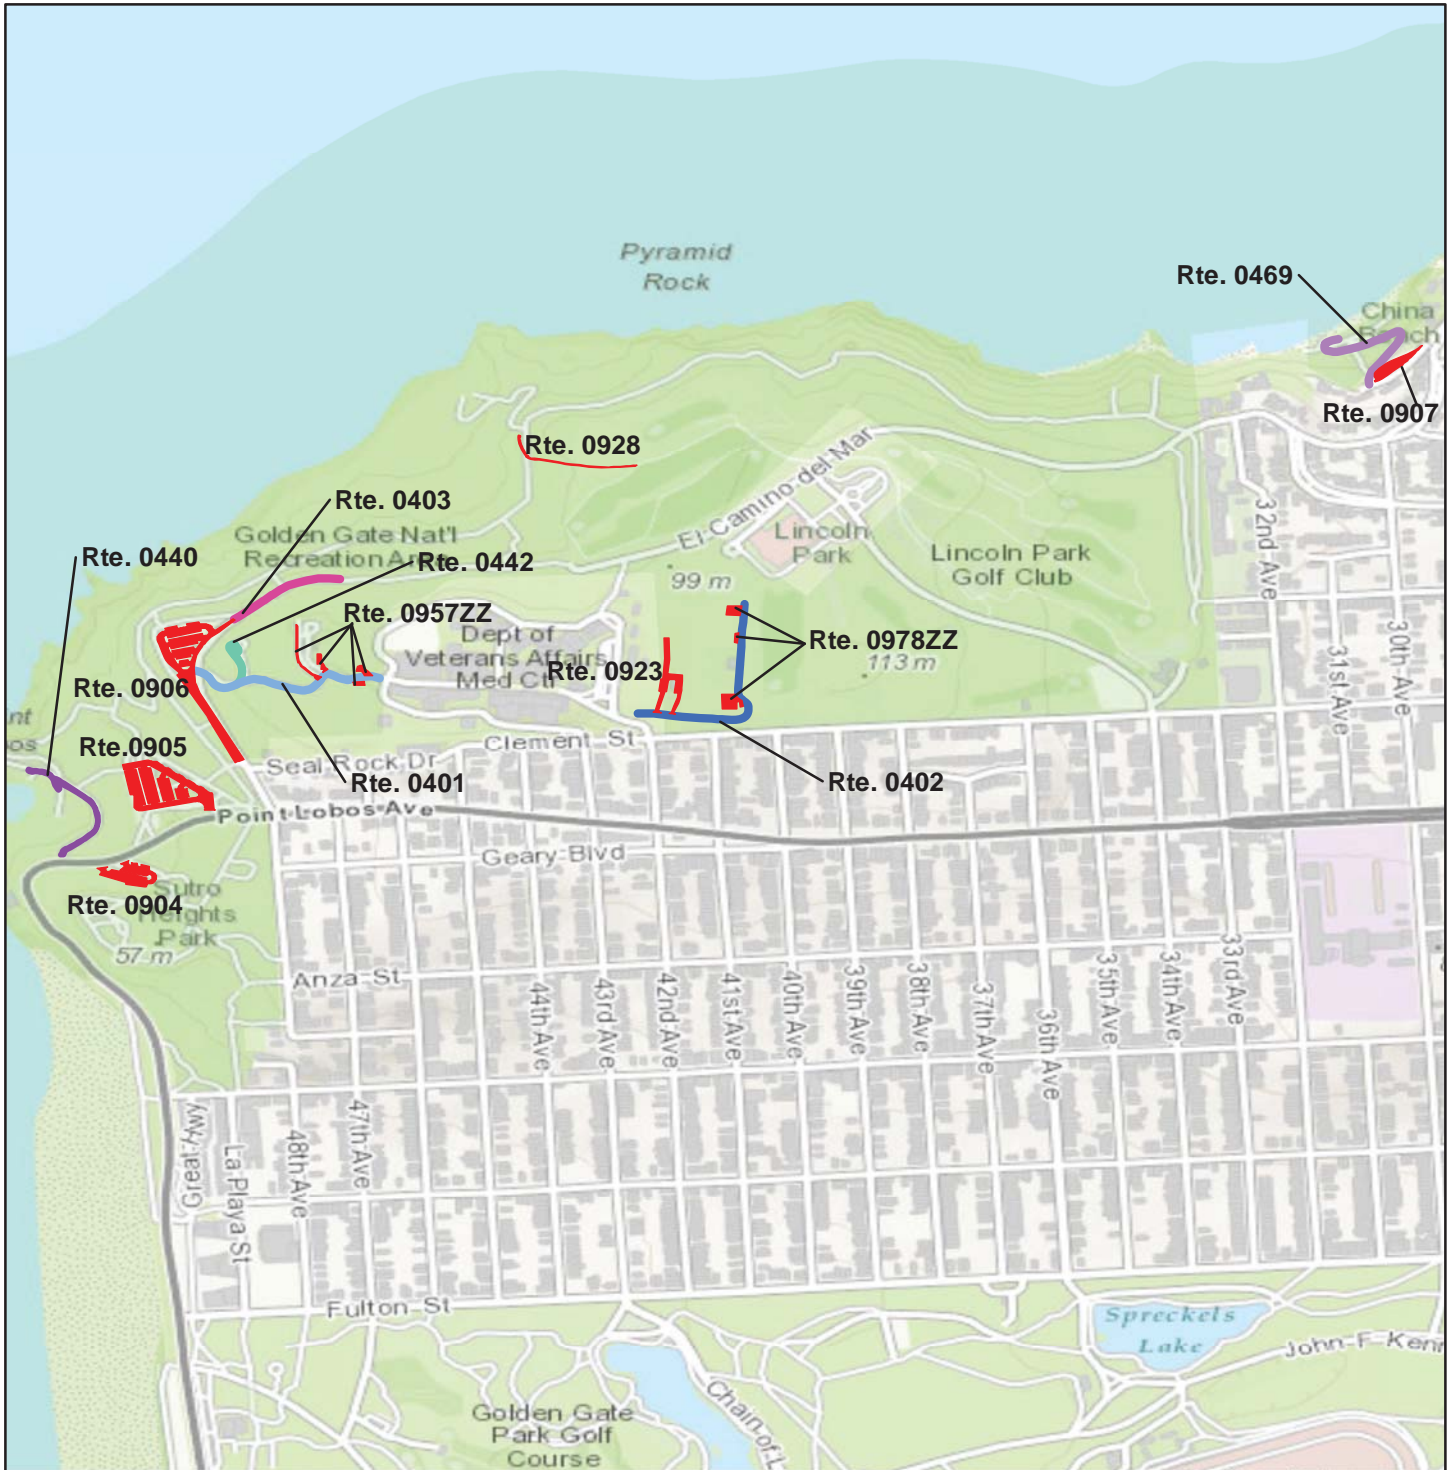 Pyramid
Rock
Rte. 0469
China
Beach
Rte. 0907
Rte. 0928
El Camino del Mar
Lincoln
Park
Lincoln Park
Golf Club
32nd Ave
31st Ave
30th Ave
Rte. 0403
Golden Gate Nat'l
Recreation Area
Rte. 0440
Rte. 0442
99 m
Rte. 0957ZZ
Dept of
Veterans Affairs
Med Ctr
Rte. 0923
Rte. 0978ZZ
113 m
Rte. 0906
nt
os
Rte.0905
Clement St
Seal Rock Dr
Rte. 0401
Rte. 0402
Point Lobos Ave
Geary Blvd
Rte. 0904
Sutro
Heights
Park
57 m
Anza St
44th Ave
43rd Ave
42nd Ave
41st Ave
40th Ave
39th Ave
38th Ave
37th Ave
36th Ave
35th Ave
34th Ave
33rd Ave
Great Hwy
La Playa St
48th Ave
47th Ave
Fulton St
Spreckels
Lake
John F Kenn
Golden Gate
Park Golf
Course
Chain of L